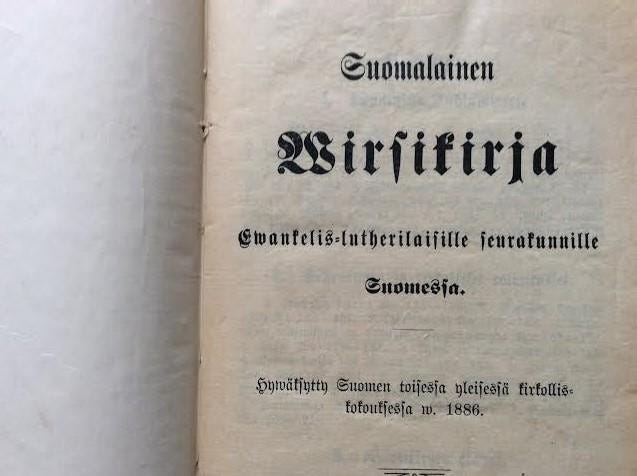 Suomalainen
Wirsikirja
Ewankelis-lutherilaisille seurakunnille
Suomessa.
Hywäksytty Suomen toisessa yleisessä kirkollis-
kokouksessa w. 1886.